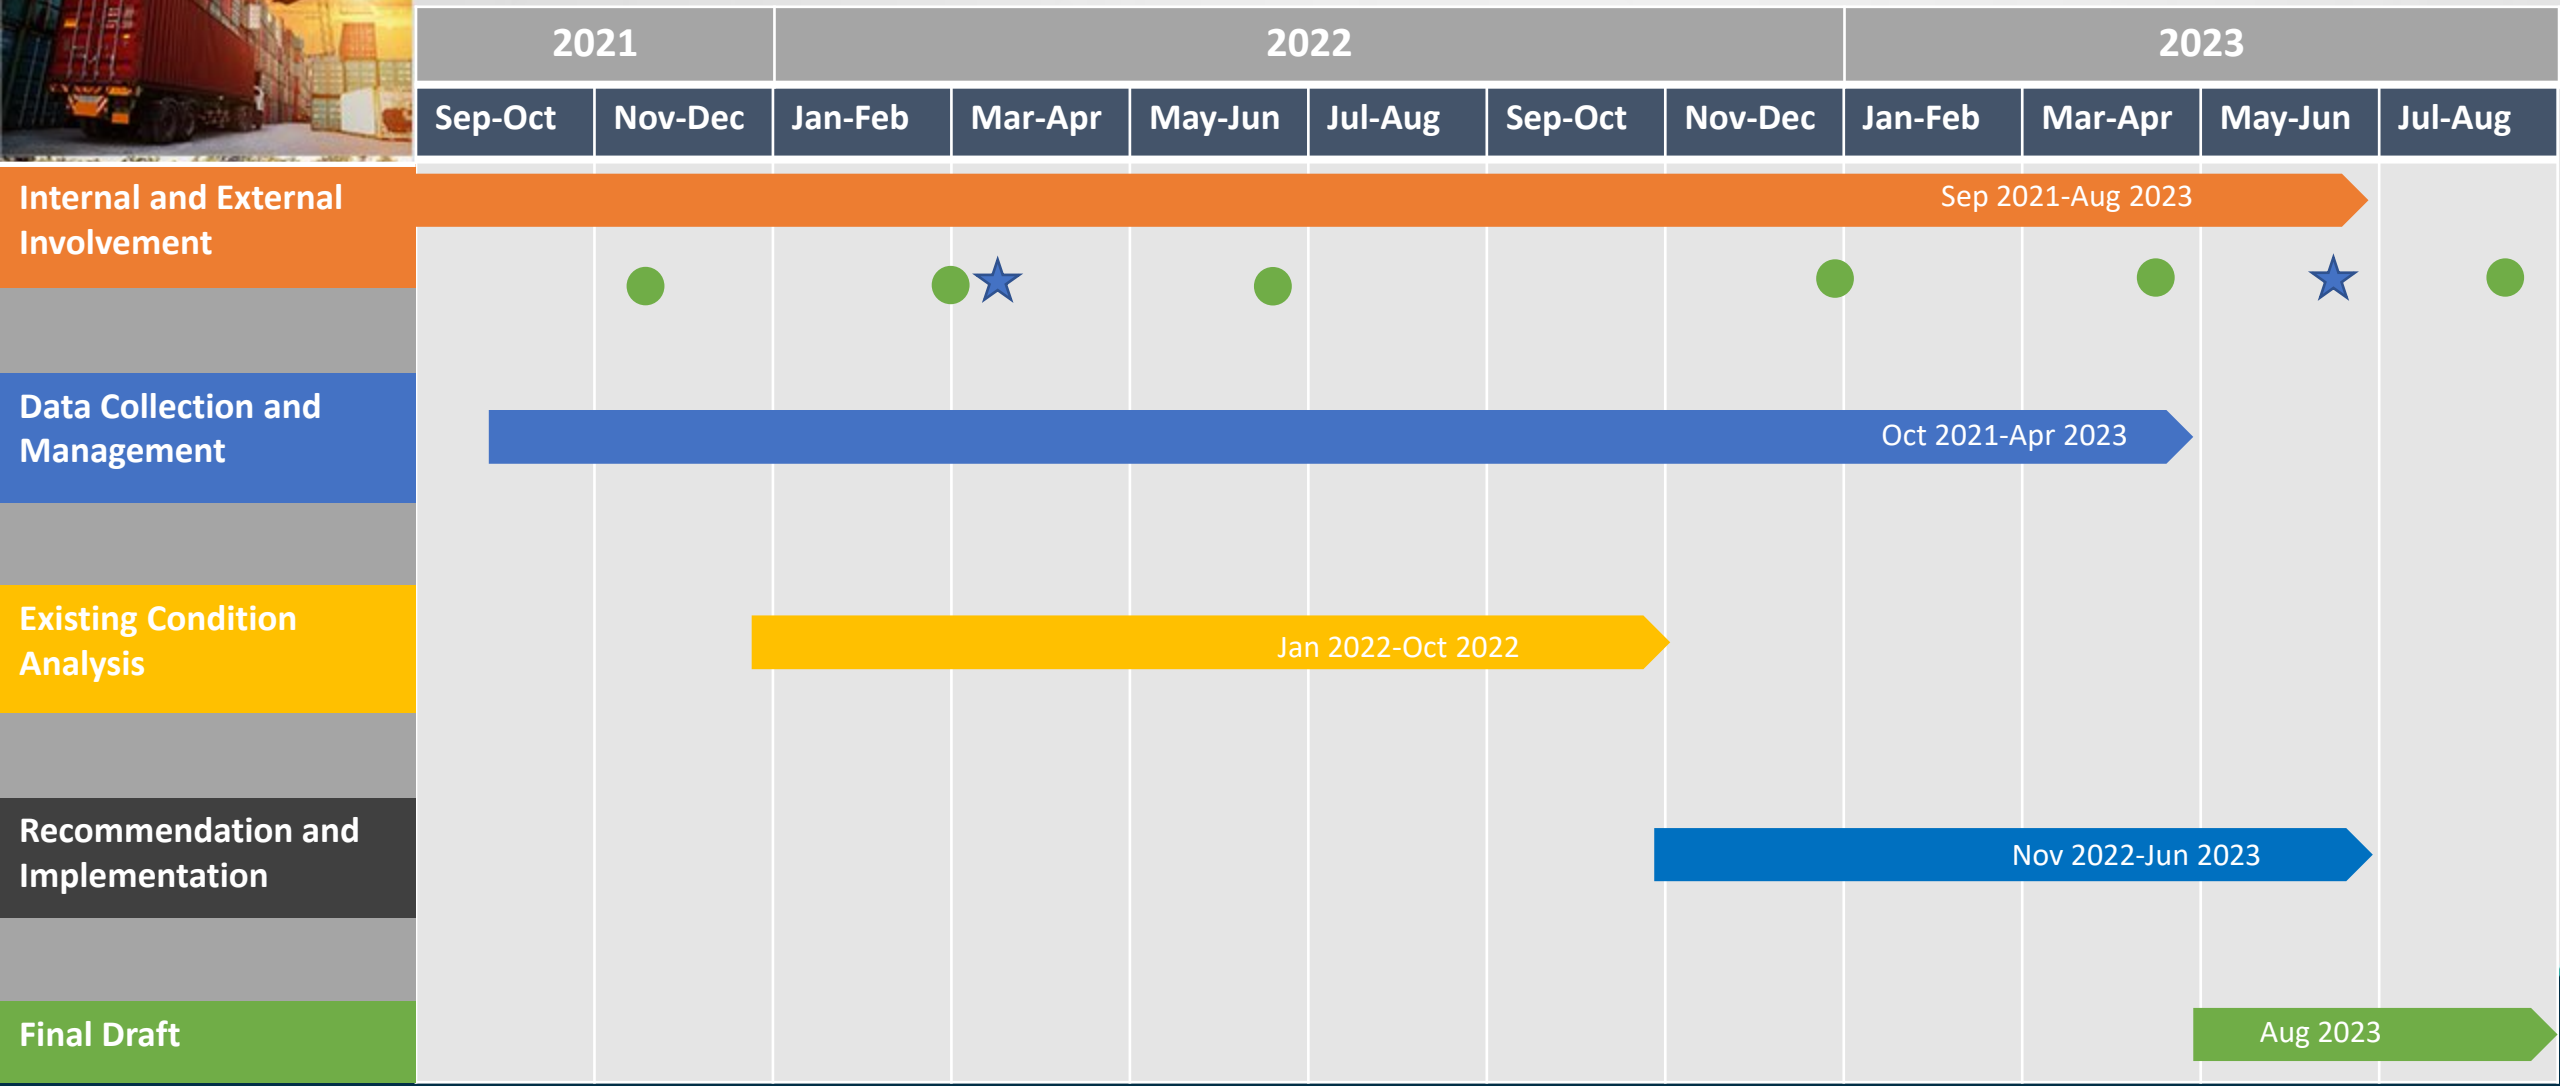 2021 2022 2023
Sep-Oct Nov-Dec Jan-Feb Mar-Apr May-Jun Jul-Aug Sep-Oct Nov-Dec Jan-Feb Mar-Apr May-Jun Jul-Aug
Internal and External
Involvement
Sep 2021-Aug 2023
Data Collection and
Management
Oct 2021-Apr 2023
Existing Condition
Analysis
Jan 2022-Oct 2022
Recommendation and
Implementation
Nov 2022-Jun 2023
Final Draft
Aug 2023